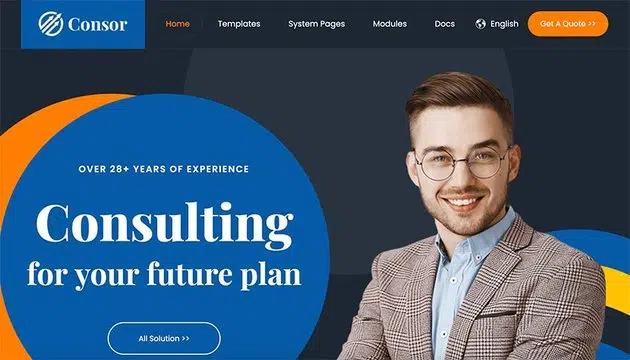 Consor
Home Templates System Pages Modules Docs English Get A Quote >>
OVER 28+ YEARS OF EXPERIENCE
Consulting
for your future plan
All Solution >>